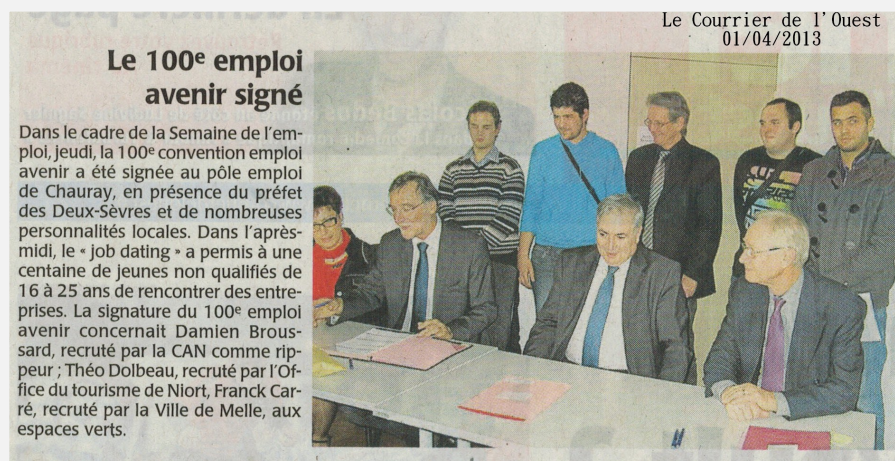 Le Courrier de l'Ouest
01/04/2013
Le 100e emploi
avenir signé
Dans le cadre de la Semaine de l'em-
ploi, jeudi, la 100e convention emploi
avenir a été signée au pôle emploi
de Chauray, en présence du préfet
des Deux-Sèvres et de nombreuses
personnalités locales. Dans l'après-
midi, le « job dating » a permis à une
centaine de jeunes non qualifiés de
16 à 25 ans de rencontrer des entre-
prises. La signature du 100e emploi
avenir concernait Damien Brous-
sard, recruté par la CAN comme rip-
peur ; Théo Dolbeau, recruté par l'Of-
fice du tourisme de Niort, Franck Car-
ré, recruté par la Ville de Melle, aux
espaces verts.